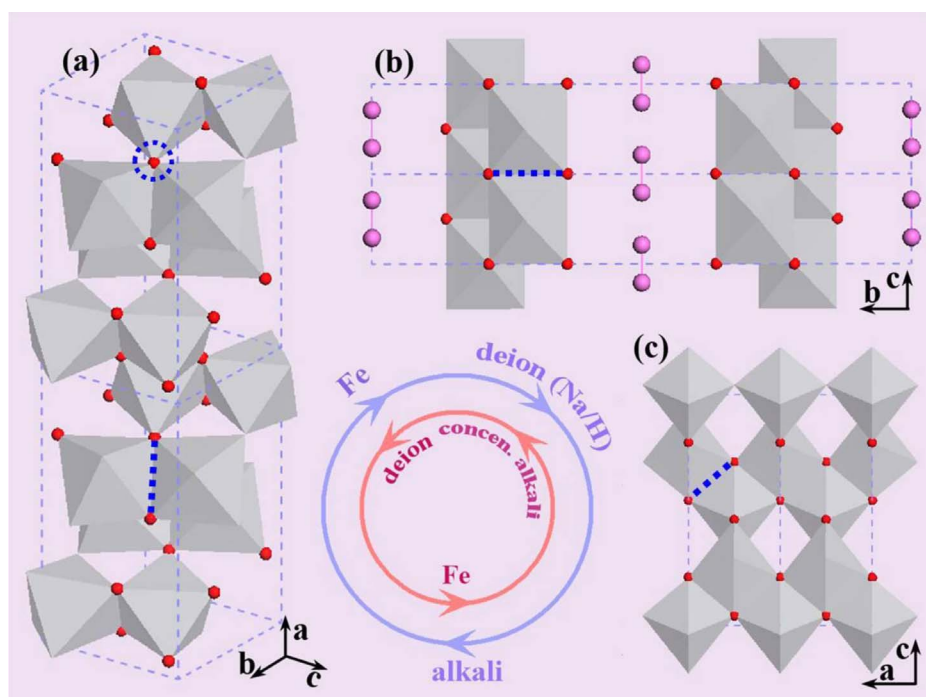 (a)
a
b
c
(b)
c
b
Fe
deion (Na/H)
deion concen. alkali
Fe
alkali
(c)
c
a